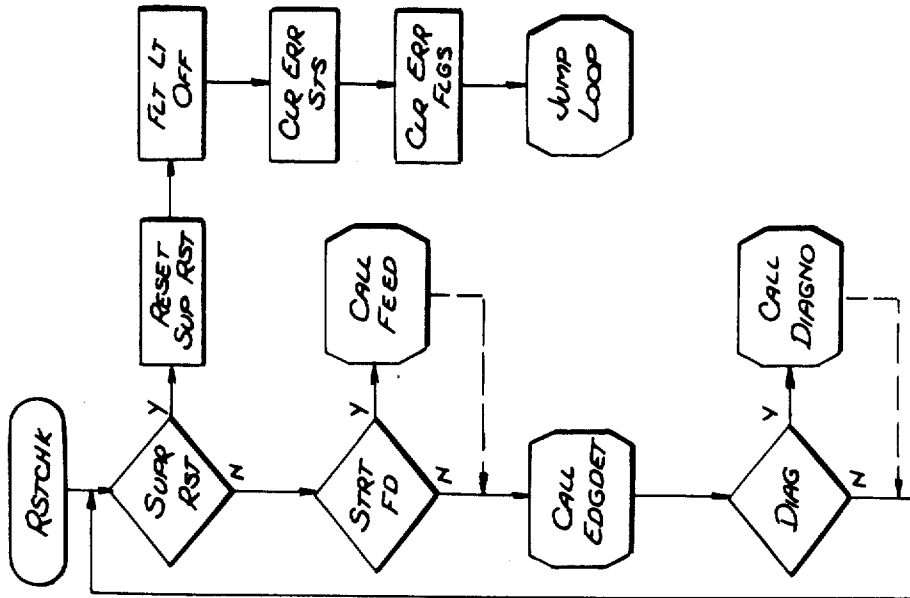 RSTCHK
SUPR
RST
Y
N
RESET
SUP RST
FLT LT
OFF
CLR ERR
STS
CLR ERR
FLGS
JUMP
LOOP
STRT
FD
Y
N
CALL
FEED
CALL
EDGDET
DIAG
Y
N
CALL
DIAGNO